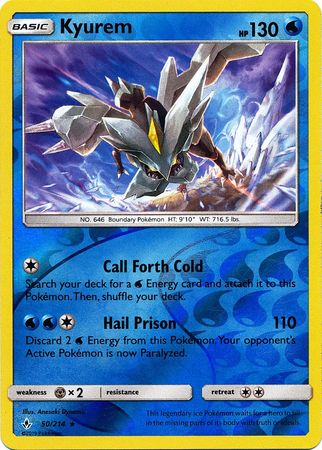 BASIC Kyurem HP 130
NO. 646 Boundary Pokémon HT: 9'10" WT: 716.5 lbs.
Call Forth Cold
Search your deck for a Energy card and attach it to this
Pokémon. Then, shuffle your deck.
Hail Prison 110
Discard 2 Energy from this Pokémon. Your opponent's
Active Pokémon is now Paralyzed.
weakness ×2 resistance retreat
Illus. Anesaki Dynamic
50/214 ★
This legendary ice Pokémon waits for a hero to fill
in the missing parts of its body with truth or ideals.
©2019 Pokémon